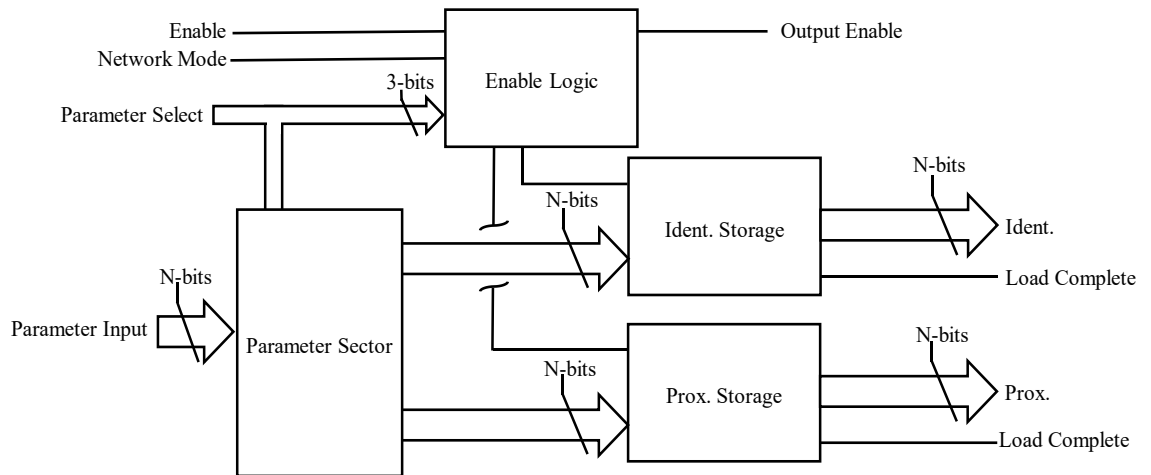 Enable
Output Enable
Network Mode
Enable Logic
3-bits
Parameter Select
N-bits
N-bits
Ident. Storage
Ident.
N-bits
Load Complete
Parameter Input
Parameter Sector
N-bits
N-bits
Prox. Storage
Prox.
Load Complete